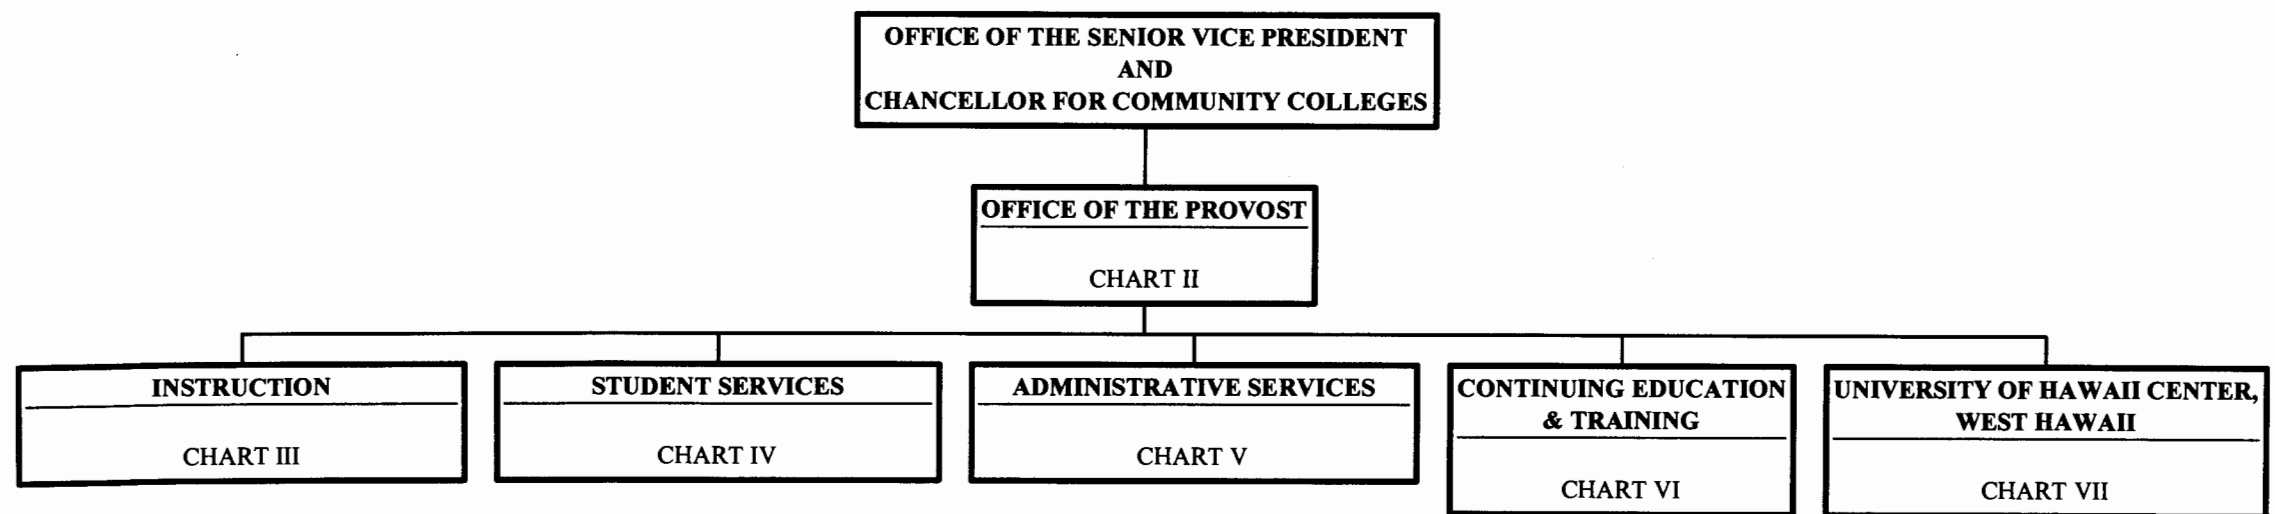 OFFICE OF THE SENIOR VICE PRESIDENT
AND
CHANCELLOR FOR COMMUNITY COLLEGES
OFFICE OF THE PROVOST
CHART II
INSTRUCTION
CHART III
STUDENT SERVICES
CHART IV
ADMINISTRATIVE SERVICES
CHART V
CONTINUING EDUCATION
& TRAINING
CHART VI
UNIVERSITY OF HAWAII CENTER,
WEST HAWAII
CHART VII